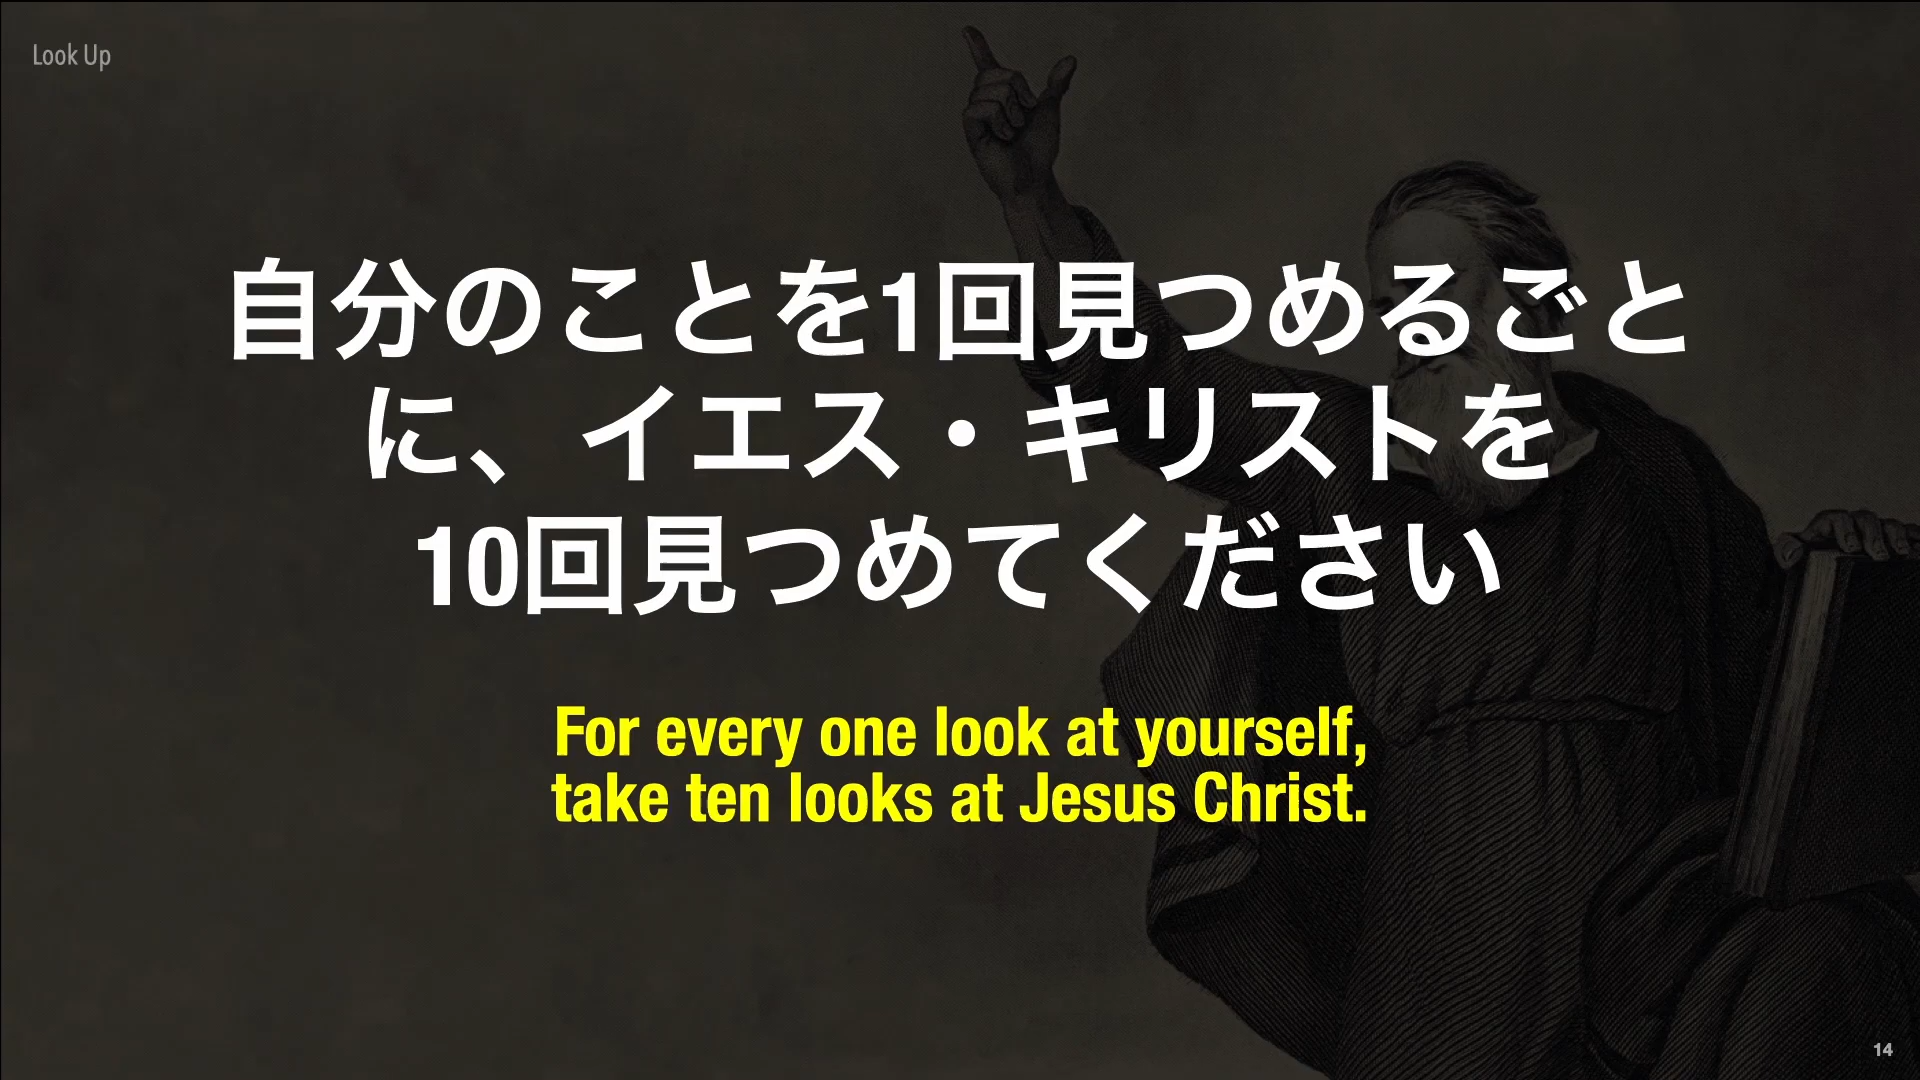 Look Up
自分のことを1回見つめるごと
に、イエス・キリストを
10回見つめてください
For every one look at yourself,
take ten looks at Jesus Christ.
14